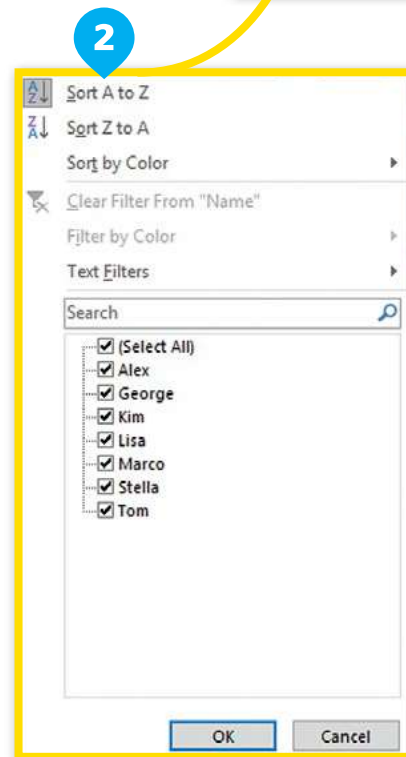 2
Sort A to Z
Sort Z to A
Sort by Color
Clear Filter From "Name"
Filter by Color
Text Filters
Search
(Select All)
Alex
George
Kim
Lisa
Marco
Stella
Tom
OK Cancel